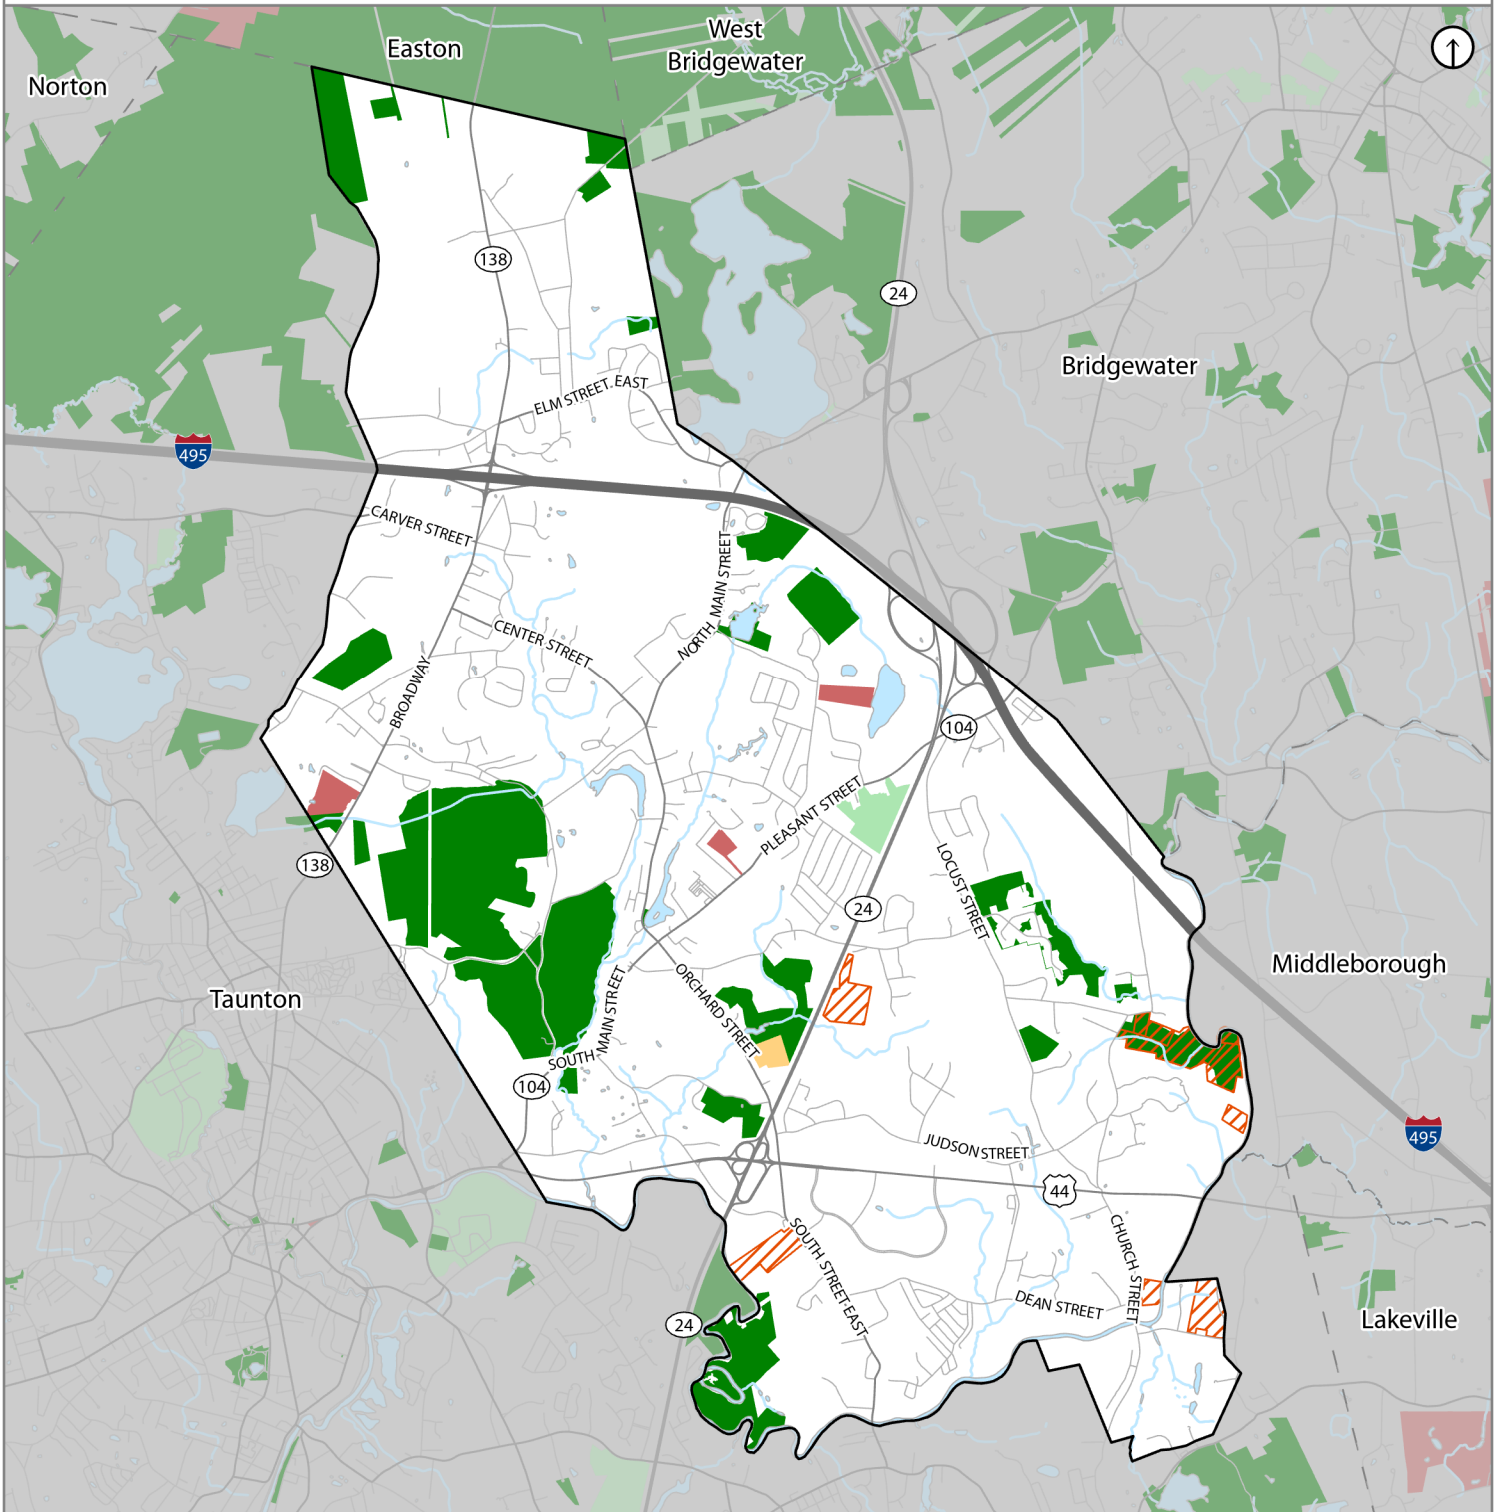 West
Bridgewater
Easton
Norton
138
24
Bridgewater
ELM STREET EAST
495
CARVER STREET
NORTH MAIN STREET
CENTER STREET
BROADWAY
104
PLEASANT STREET
138
LOCUST STREET
24
Middleborough
Taunton
ORCHARD STREET
SOUTH MAIN STREET
104
495
JUDSON STREET
44
SOUTH STREET EAST
CHURCH STREET
DEAN STREET
24
Lakeville